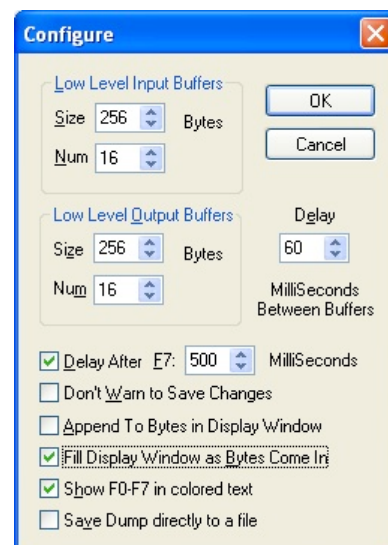 Configure
Low Level Input Buffers
Size 256 Bytes
Num 16
OK
Cancel
Low Level Output Buffers
Size 256 Bytes
Num 16
Delay
60
MilliSeconds
Between Buffers
Delay After F7: 500 MilliSeconds
Don't Warn to Save Changes
Append To Bytes in Display Window
Fill Display Window as Bytes Come In
Show F0-F7 in colored text
Save Dump directly to a file